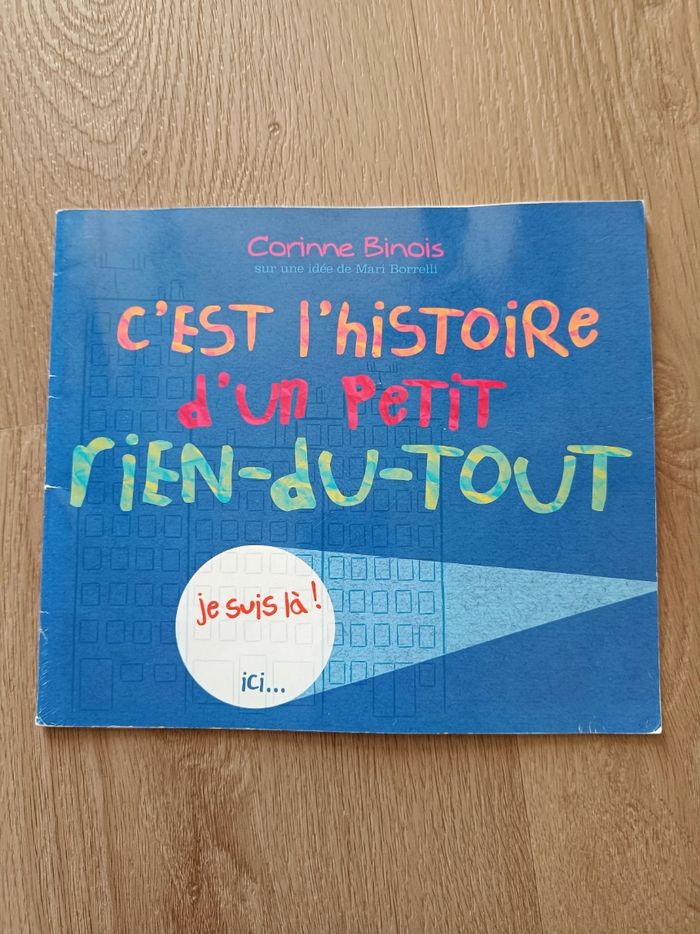 Corinne Binois
sur une idée de Mari Borrelli
C'EST l'hiSTOiRe
d'un PeTiT
rien-du-TOUT
je suis là !
ici...